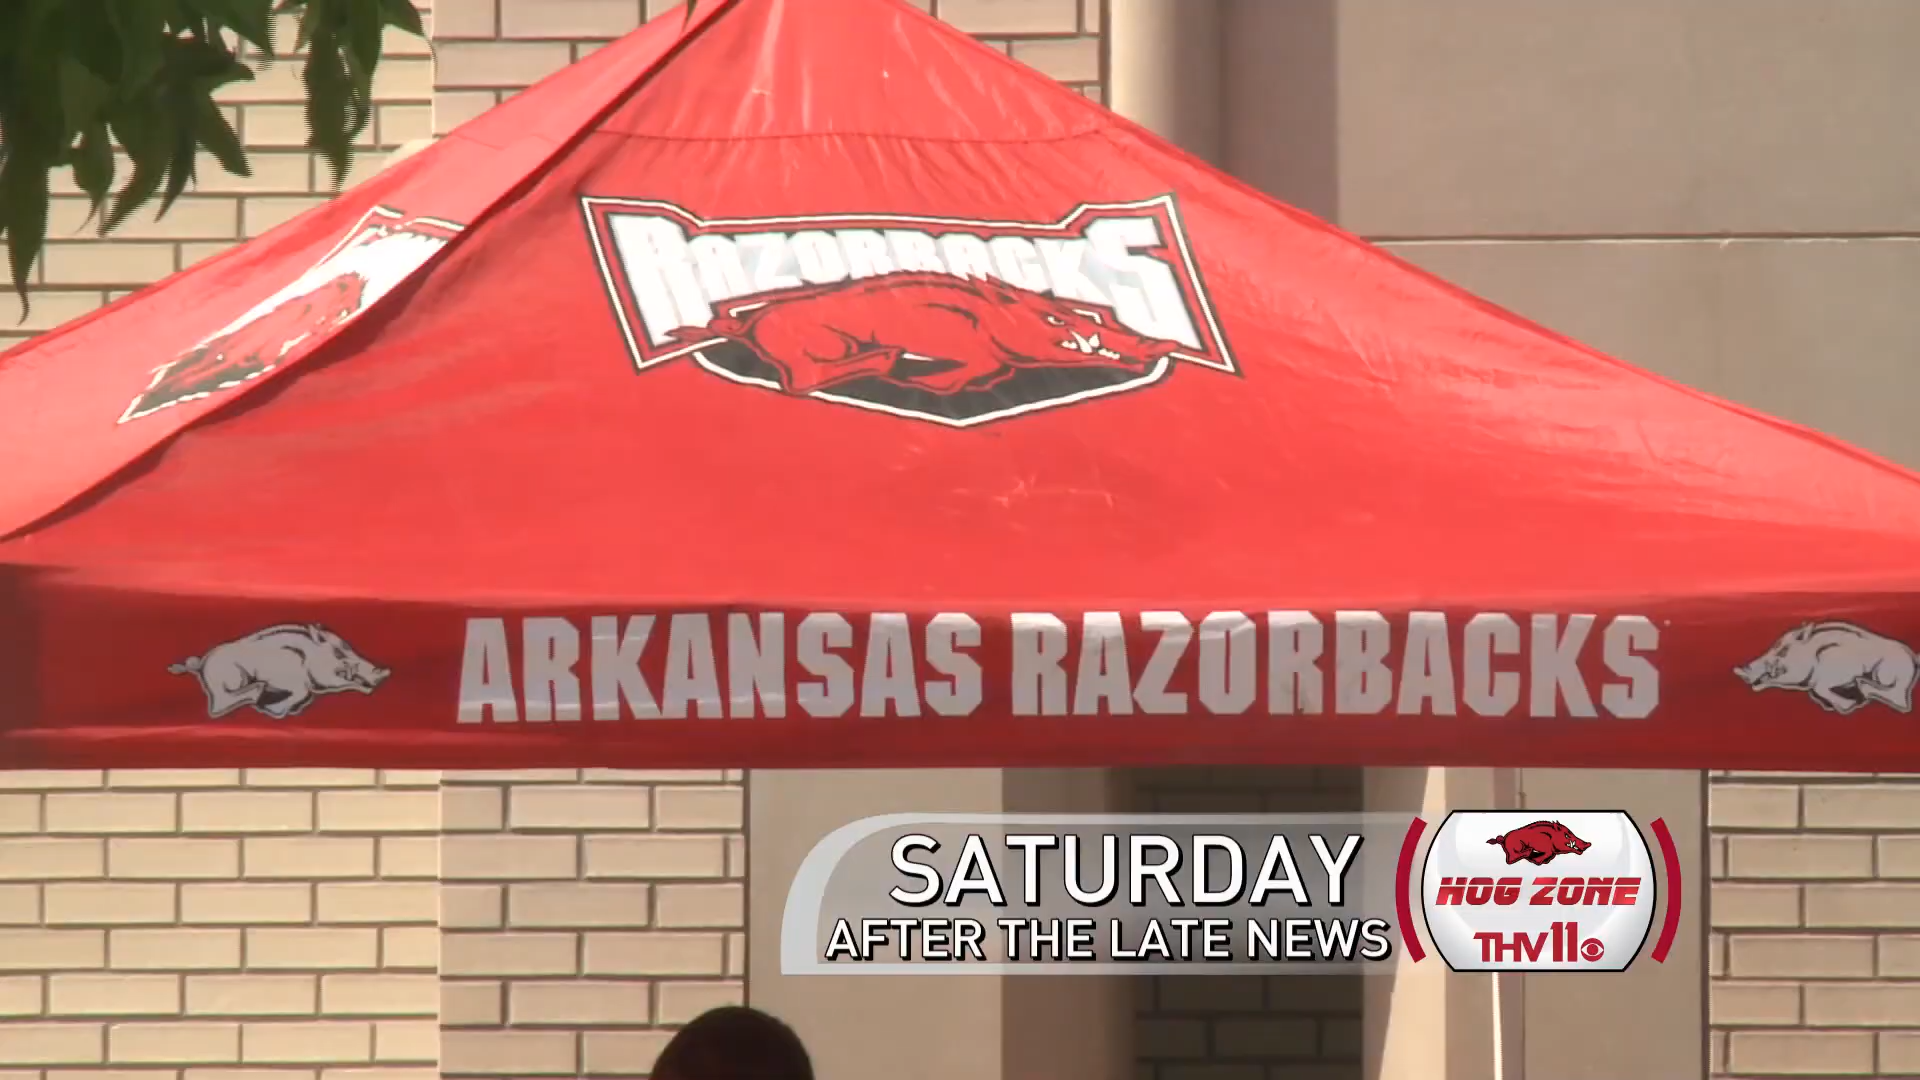 RAZORBACKS
ARKANSAS RAZORBACKS
SATURDAY
AFTER THE LATE NEWS
HOG ZONE
THV11